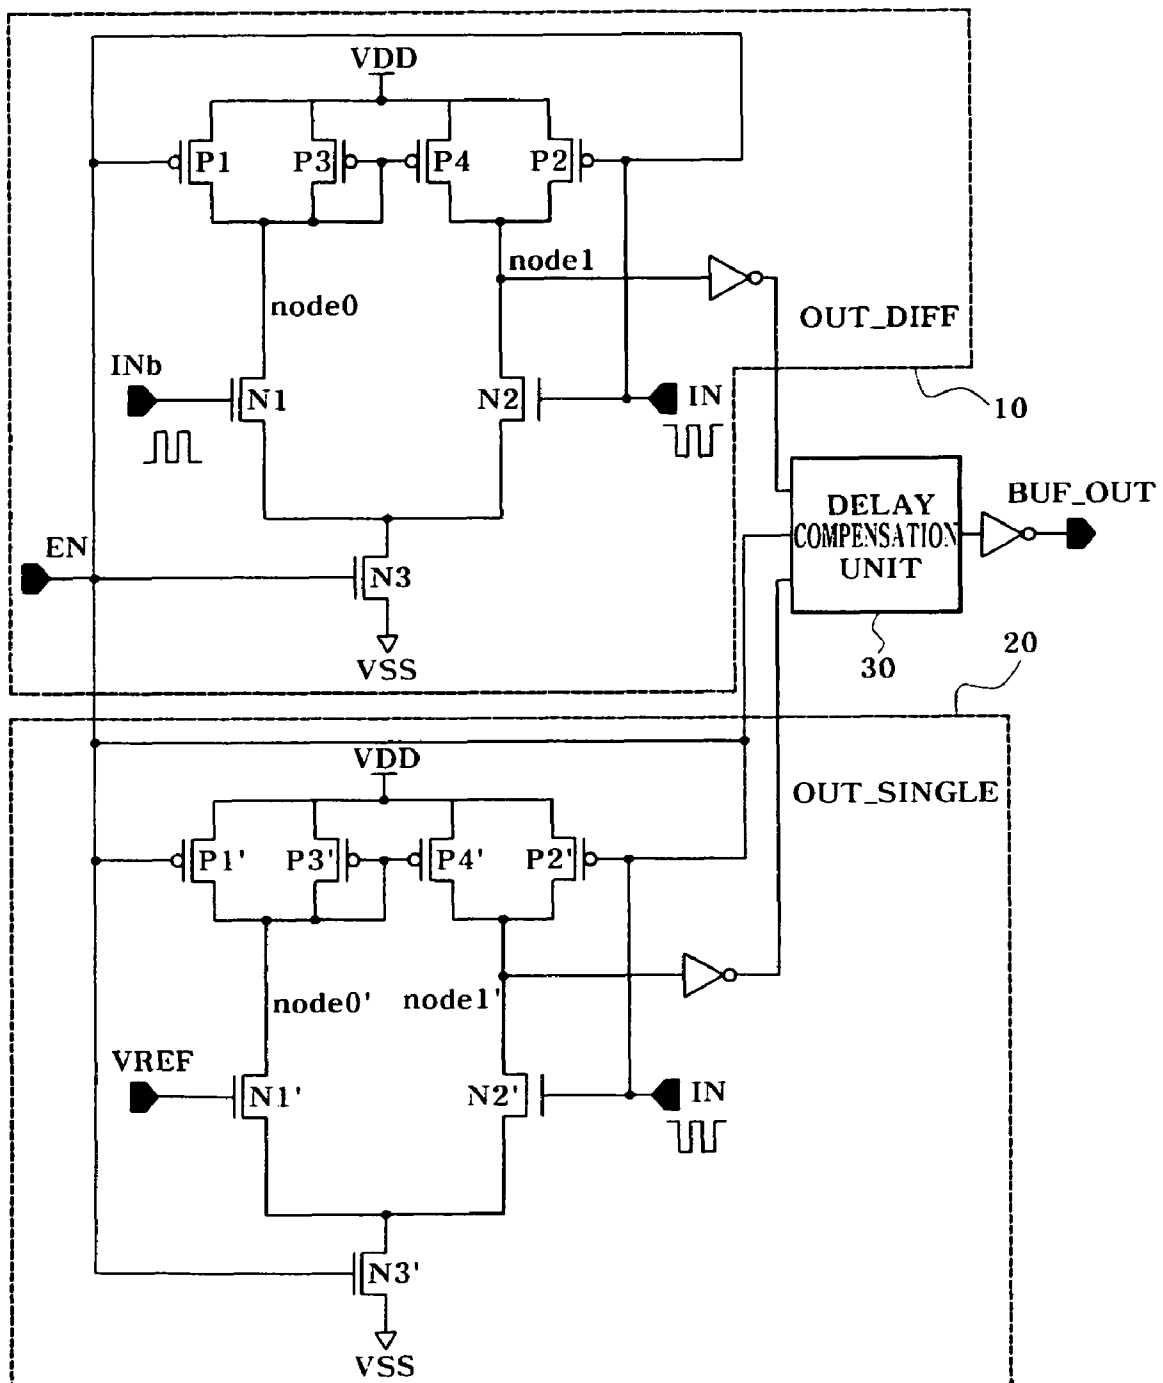 VDD
P1
P3
P4
P2
node1
node0
OUT_DIFF
INb
N1
N2
IN
10
DELAY
COMPENSATION
UNIT
BUF_OUT
EN
N3
VSS
30
20
VDD
OUT_SINGLE
P1'
P3'
P4'
P2'
node0'
node1'
VREF
N1'
N2'
IN
N3'
VSS